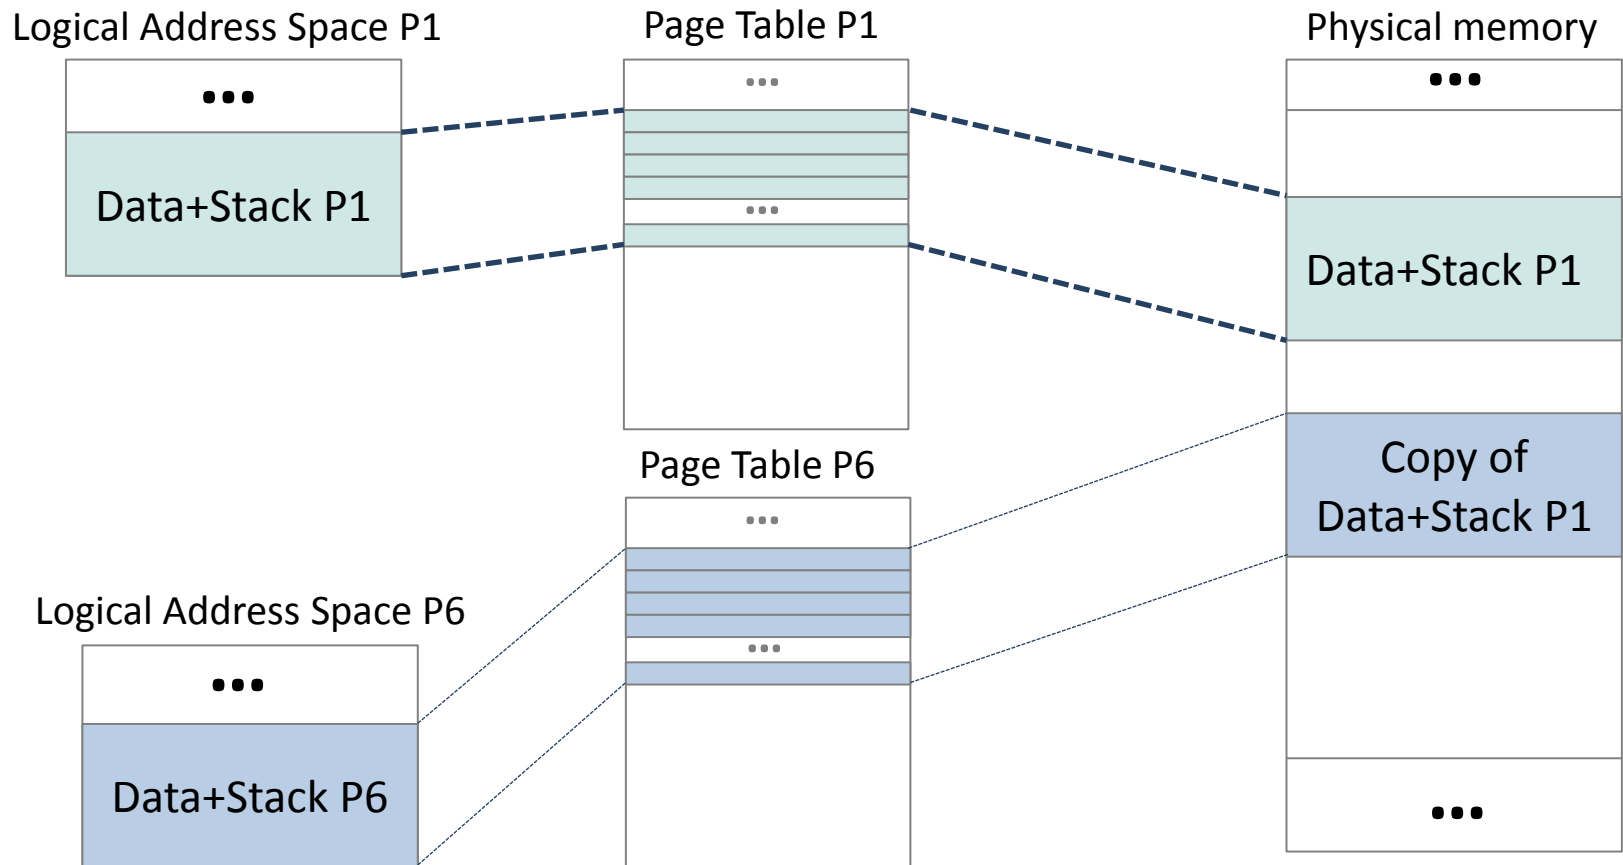 Logical Address Space P1
Page Table P1
Physical memory
...
...
...
Data+Stack P1
...
Data+Stack P1
Page Table P6
Copy of
Data+Stack P1
...
Logical Address Space P6
...
...
Data+Stack P6
...